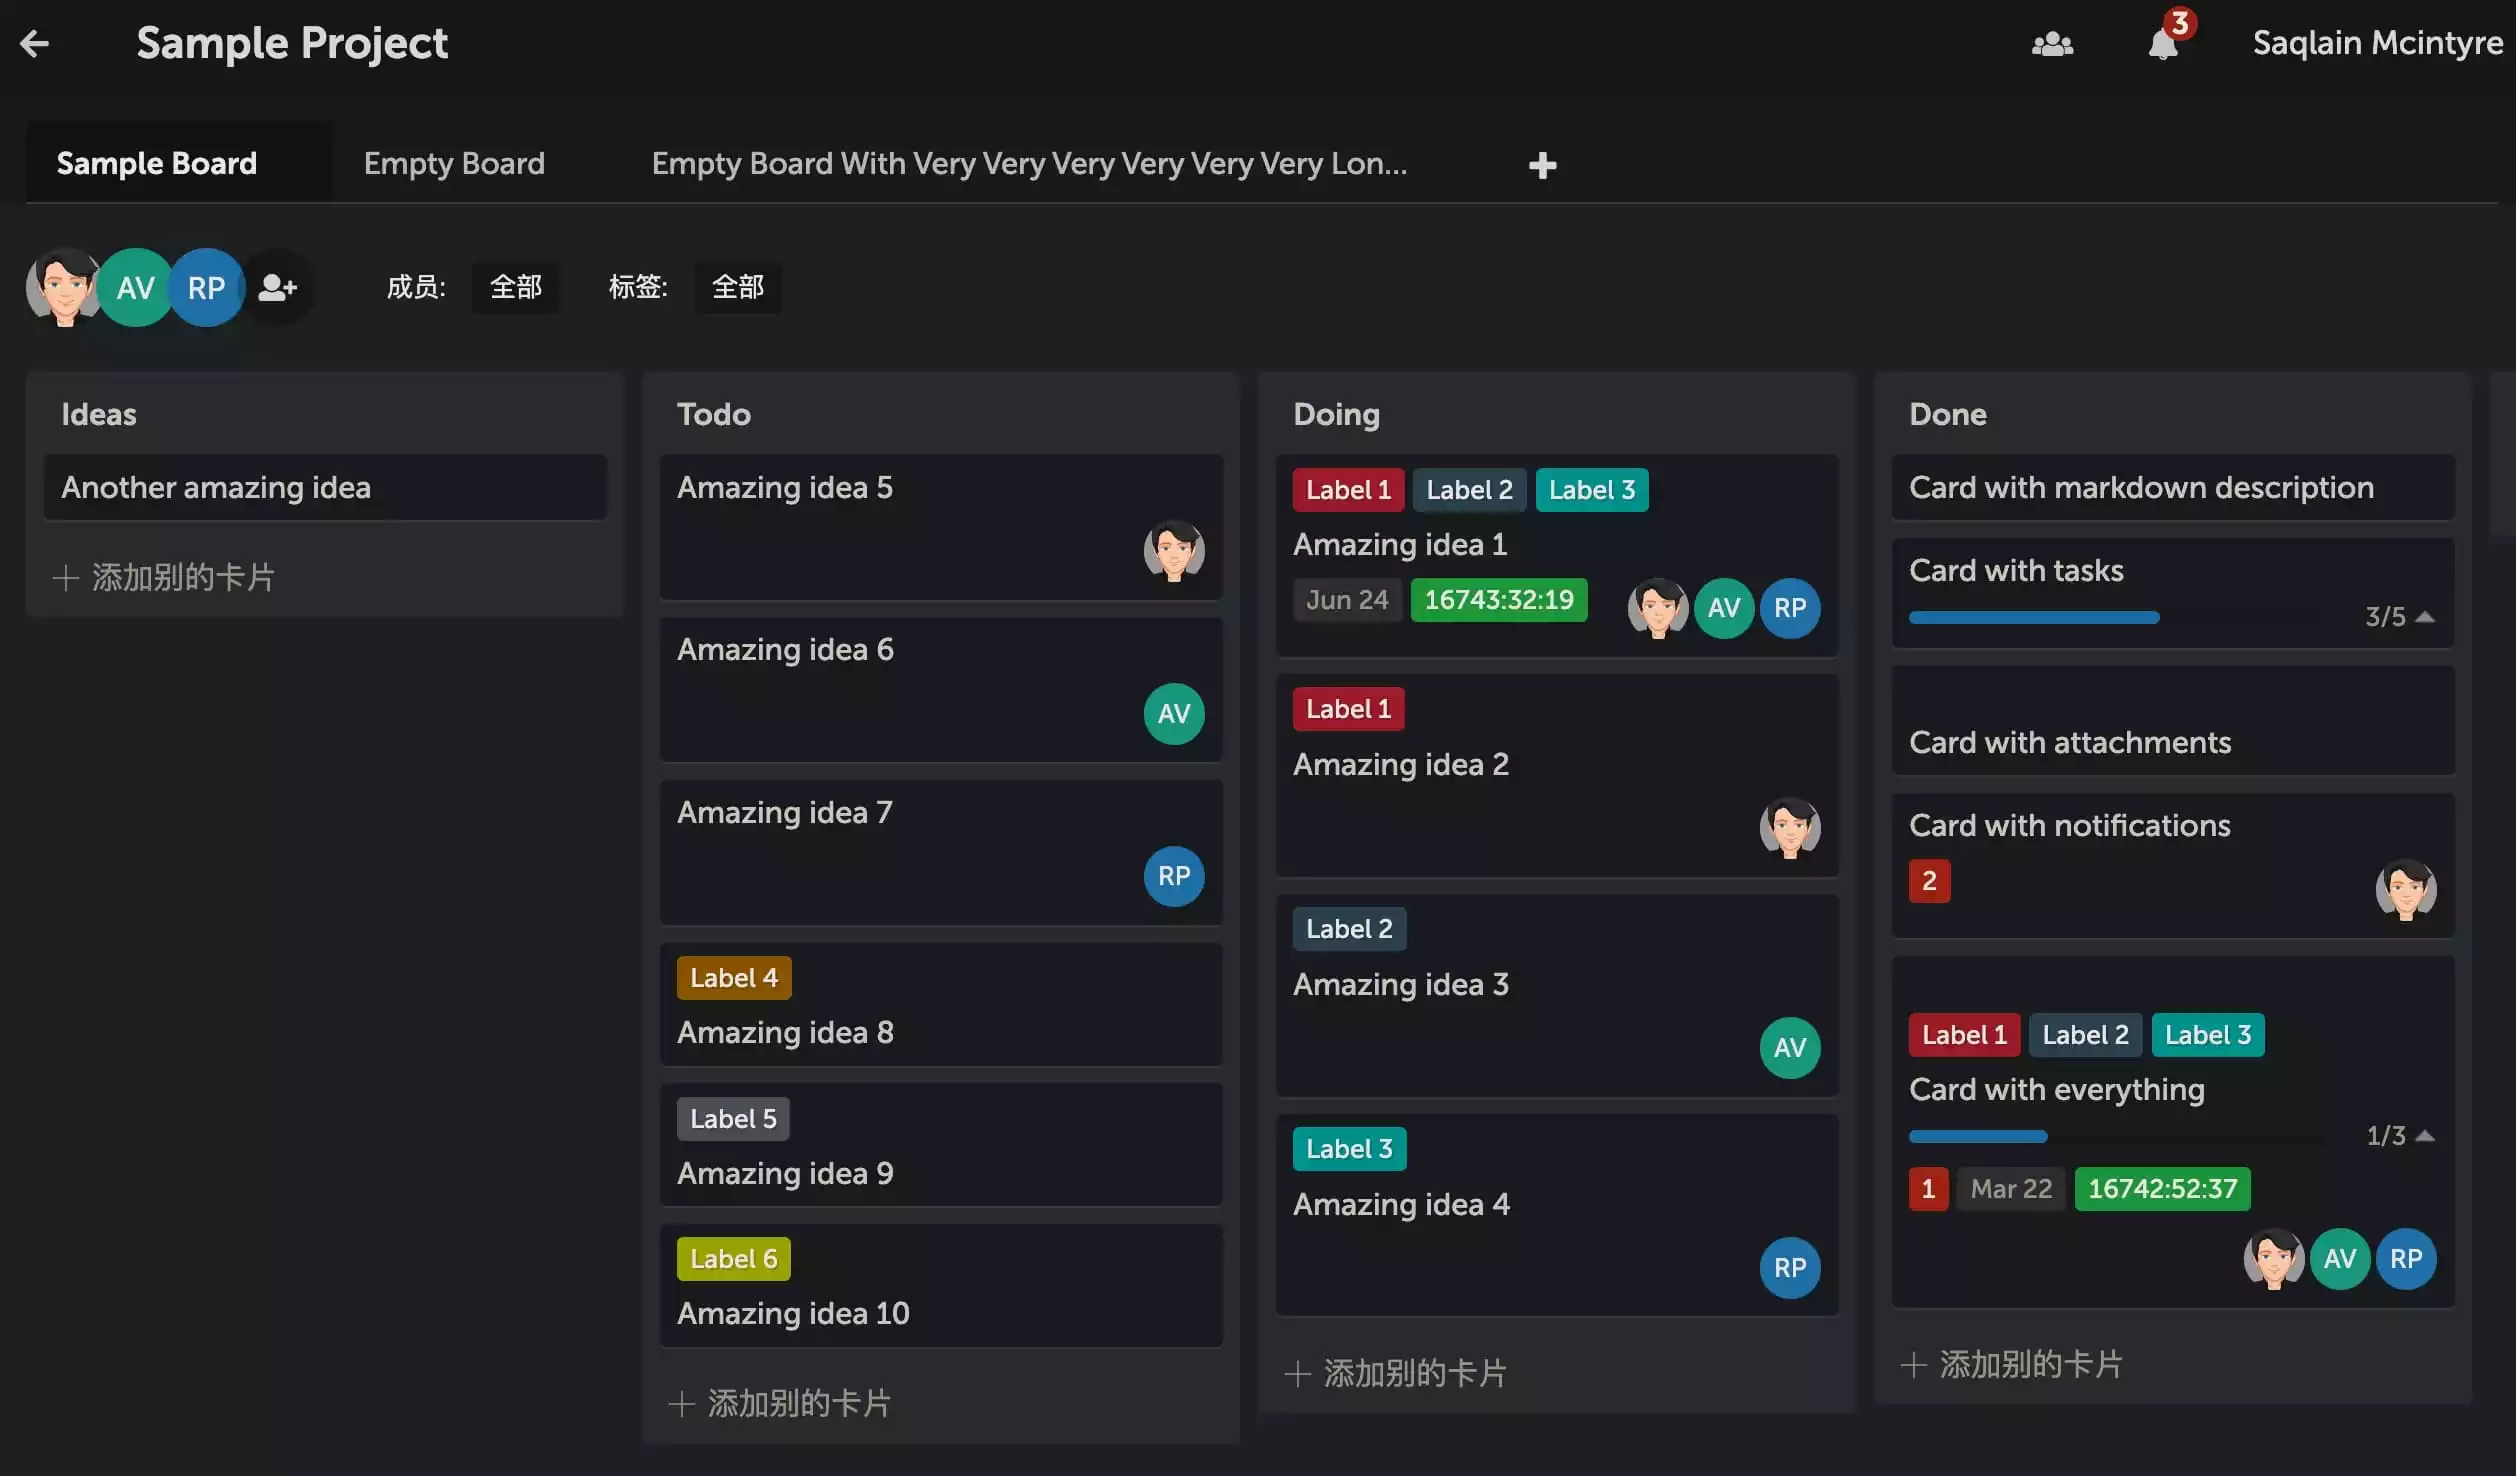 Sample Project
3
Saqlain Mcintyre
Sample Board
Empty Board
Empty Board With Very Very Very Very Very Very Lon...
AV
RP
成员:
全部
标签:
全部
Ideas
Another amazing idea
添加别的卡片
Todo
Amazing idea 5
Amazing idea 6
AV
Amazing idea 7
RP
Label 4
Amazing idea 8
Label 5
Amazing idea 9
Label 6
Amazing idea 10
添加别的卡片
Doing
Label 1 Label 2 Label 3
Amazing idea 1
Jun 24 16743:32:19 AV RP
Label 1
Amazing idea 2
Label 2
Amazing idea 3
AV
Label 3
Amazing idea 4
RP
添加别的卡片
Done
Card with markdown description
Card with tasks
3/5
Card with attachments
Card with notifications
2
Label 1 Label 2 Label 3
Card with everything
1/3
1 Mar 22 16742:52:37
AV RP
添加别的卡片